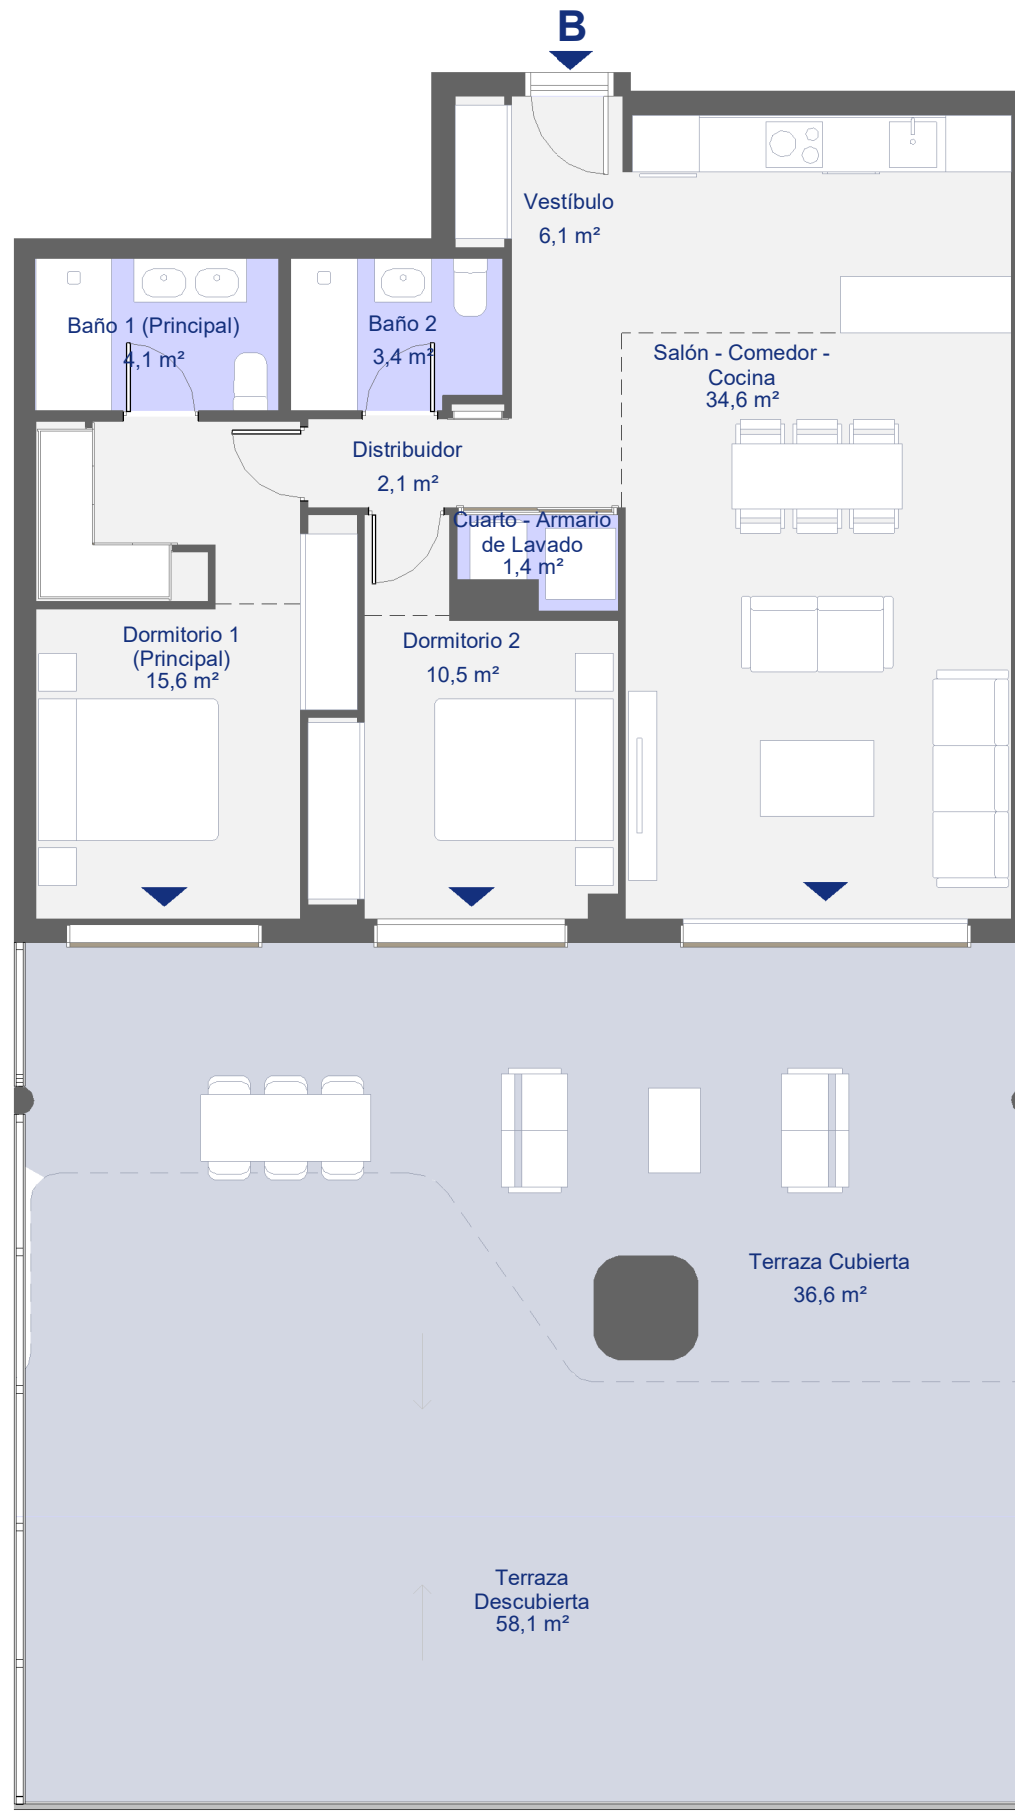 B
Vestíbulo
6,1 m²
Baño 1 (Principal)
4,1 m²
Baño 2
3,4 m²
Salón - Comedor -
Cocina
34,6 m²
Distribuidor
2,1 m²
Cuarto - Armario
de Lavado
1,4 m²
Dormitorio 1
(Principal)
15,6 m²
Dormitorio 2
10,5 m²
Terraza Cubierta
36,6 m²
Terraza
Descubierta
58,1 m²